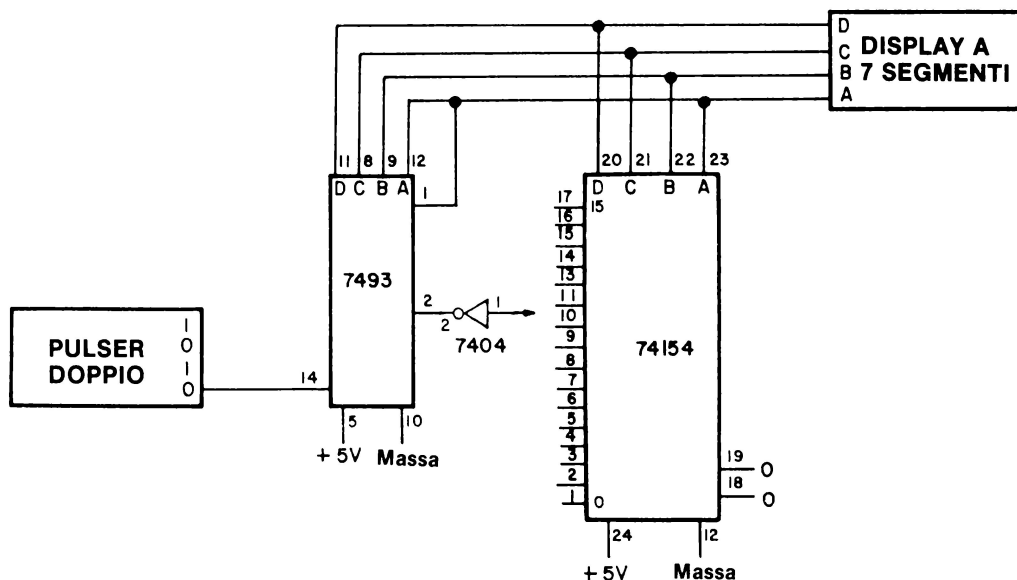 D
C
B
A
DISPLAY A
7 SEGMENTI
11 8 9 12
D C B A
1
7493
2
2
1
7404
PULSER
DOPPIO
1
0
1
0
14
5
10
+ 5V
Massa
20 21 22 23
D C B A
15
17
16
15
14
13
11
10
9
8
7
6
5
4
3
2
1
0
74154
19 0
18 0
24
12
+ 5V
Massa